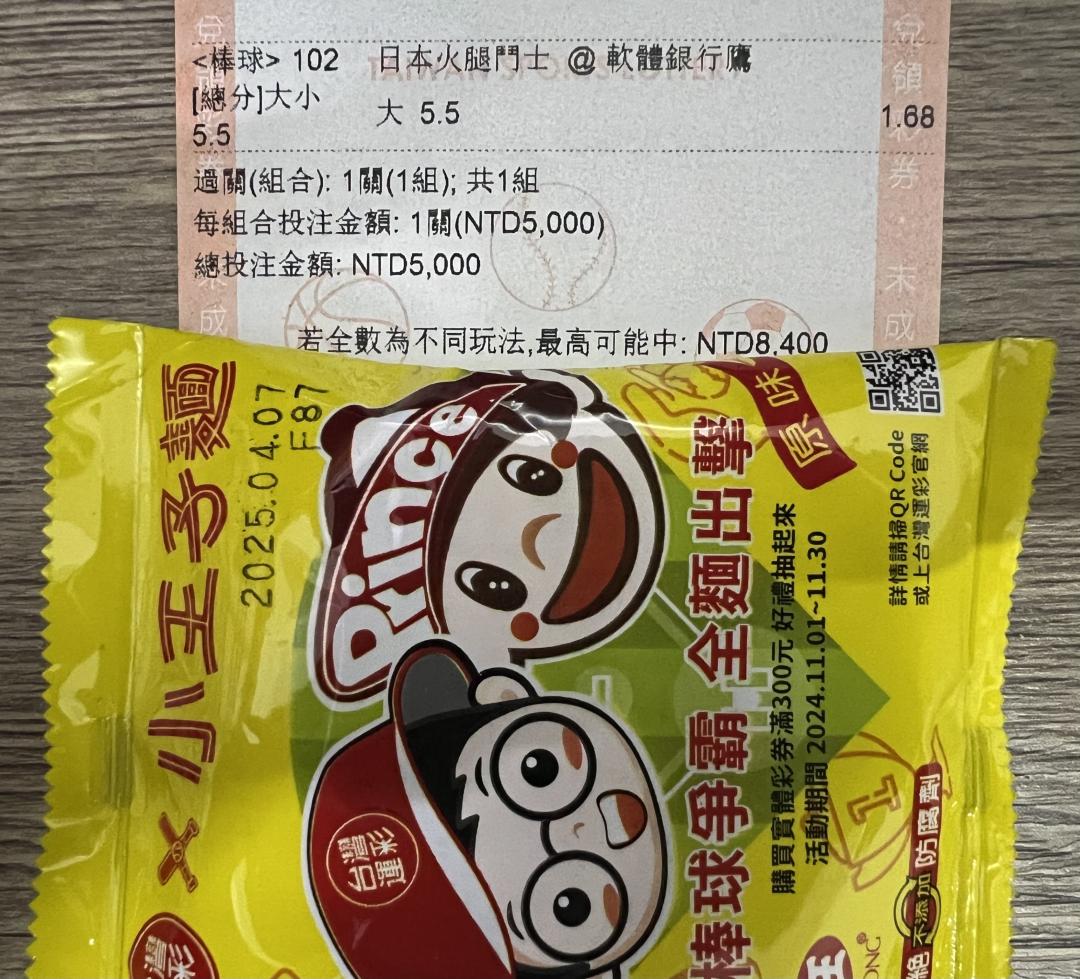 <棒球> 102 日本火腿鬥士 @ 軟體銀行鷹
[總分]大小
5.5
大 5.5
1.68
過關(組合): 1關(1組); 共1組
每組合投注金額: 1關(NTD5,000)
總投注金額: NTD5,000
若全數為不同玩法,最高可能中: NTD8,400
兌領彩券
未成
小王子麵
2025.04.07
F87
Prince
原味
棒球爭霸 全麵出擊
購買實體彩券滿300元 好禮抽起來
活動期間 2024.11.01~11.30
詳情請掃QR Code
或上台灣運彩官網
台灣運彩
1
不添加防腐劑